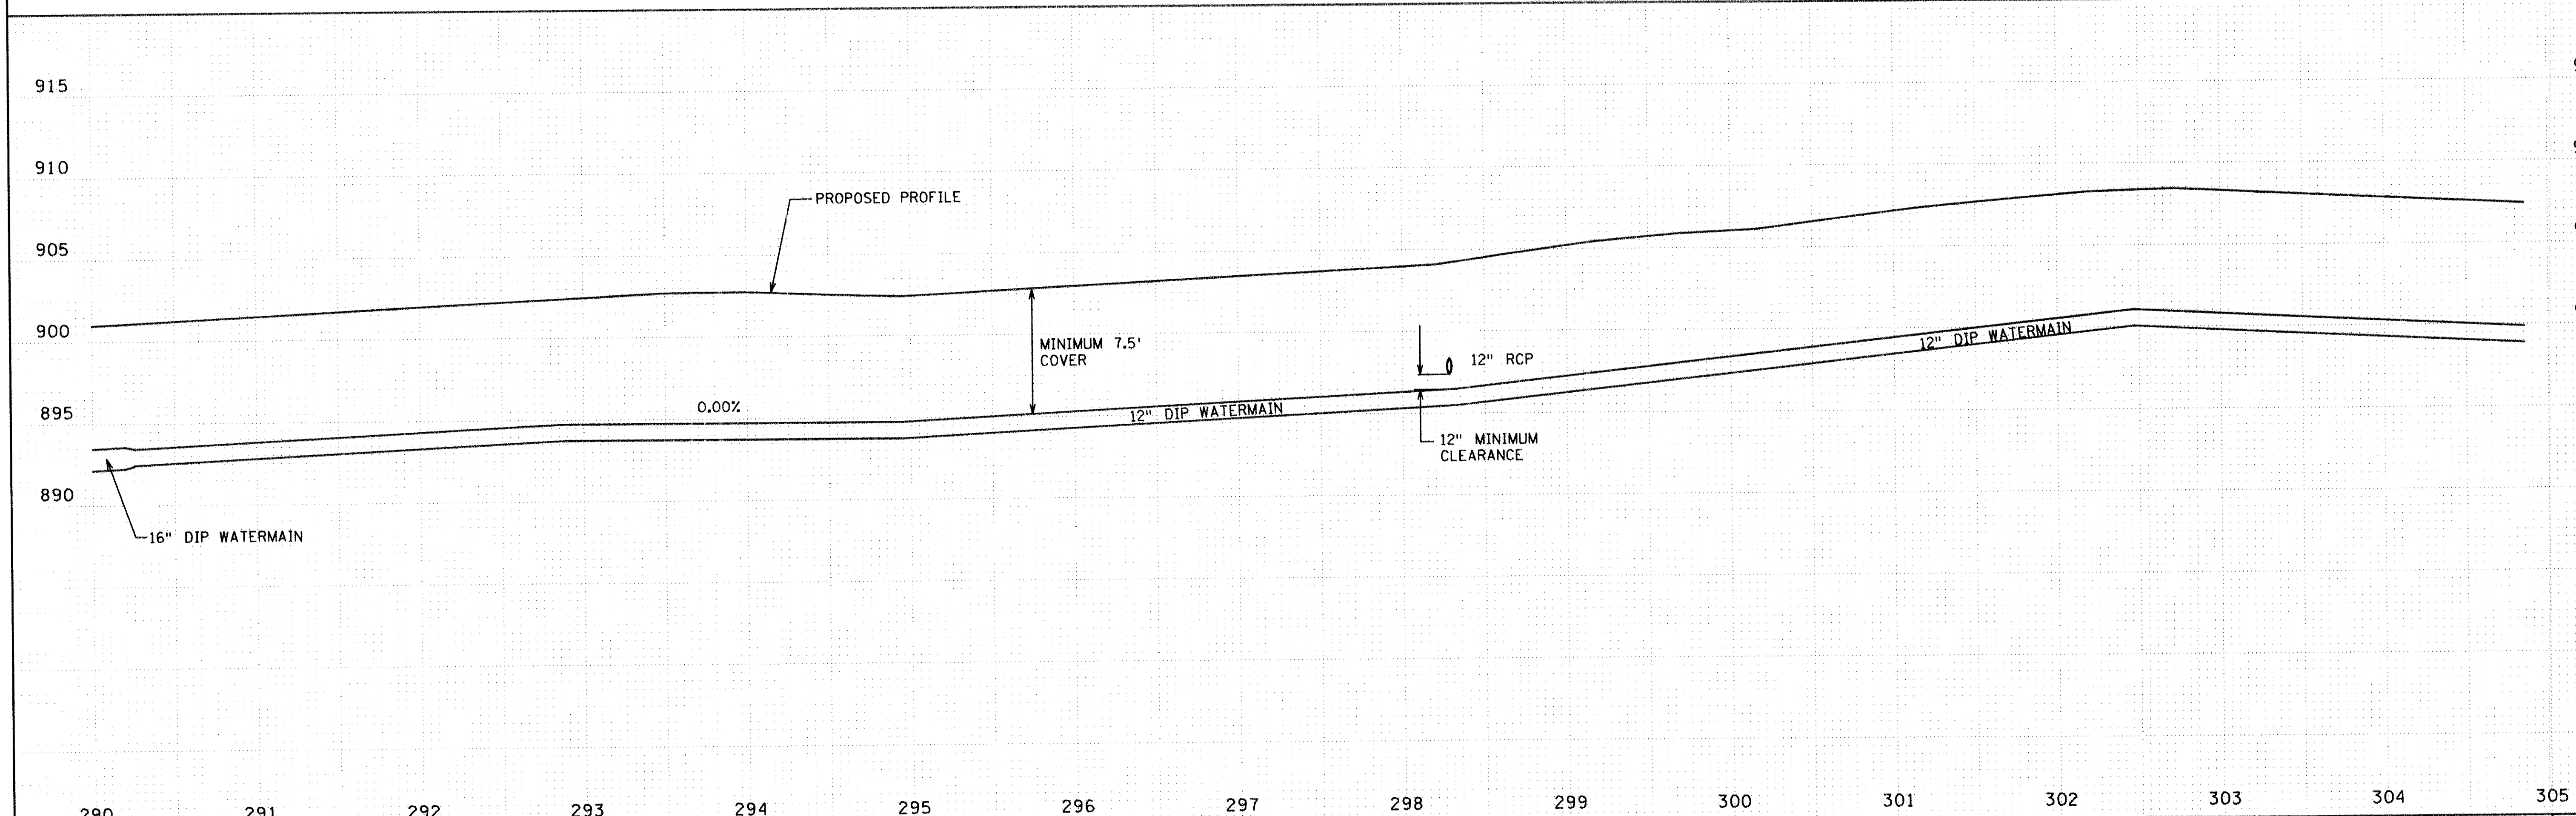 915
910
905
900
895
890
PROPOSED PROFILE
MINIMUM 7.5'
COVER
0.00%
12" DIP WATERMAIN
12" RCP
12" MINIMUM
CLEARANCE
12" DIP WATERMAIN
16" DIP WATERMAIN
290 291 292 293 294 295 296 297 298 299 300 301 302 303 304 305